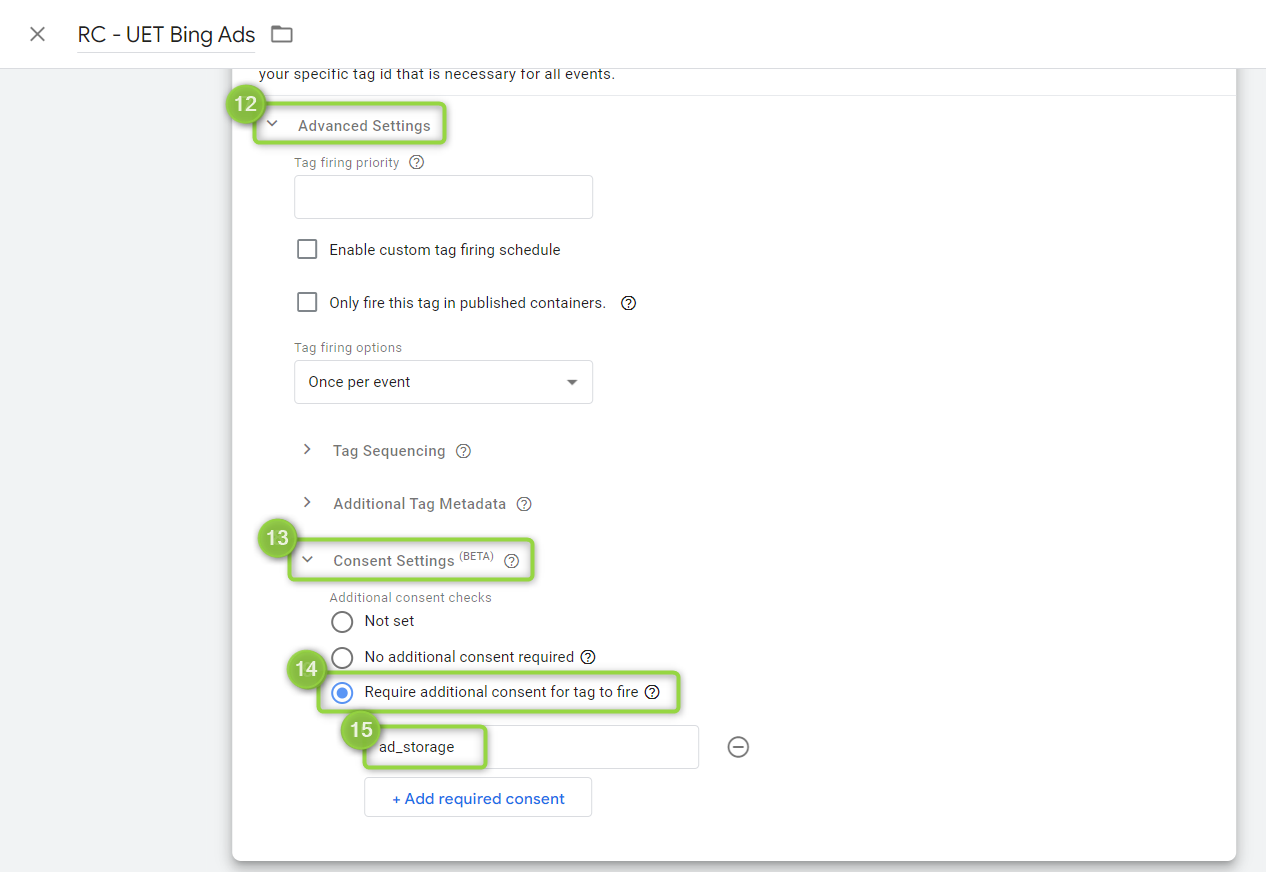 RC - UET Bing Ads
your specific tag id that is necessary for all events.
12
Advanced Settings
Tag firing priority ?
Enable custom tag firing schedule
Only fire this tag in published containers. ?
Tag firing options
Once per event
Tag Sequencing ?
Additional Tag Metadata ?
13
Consent Settings (BETA) ?
Additional consent checks
Not set
No additional consent required ?
14
Require additional consent for tag to fire ?
15
ad_storage
+ Add required consent